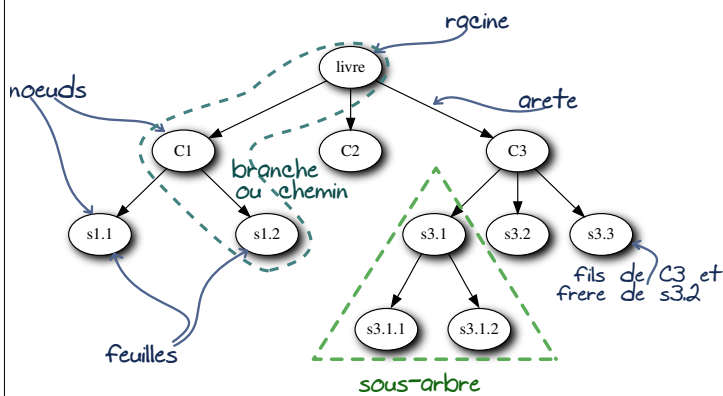 racine
livre
noeuds
arete
C1
C2
C3
branche
ou chemin
s1.1
s1.2
s3.1
s3.2
s3.3
fils de C3 et
frere de s3.2
s3.1.1
s3.1.2
feuilles
sous-arbre